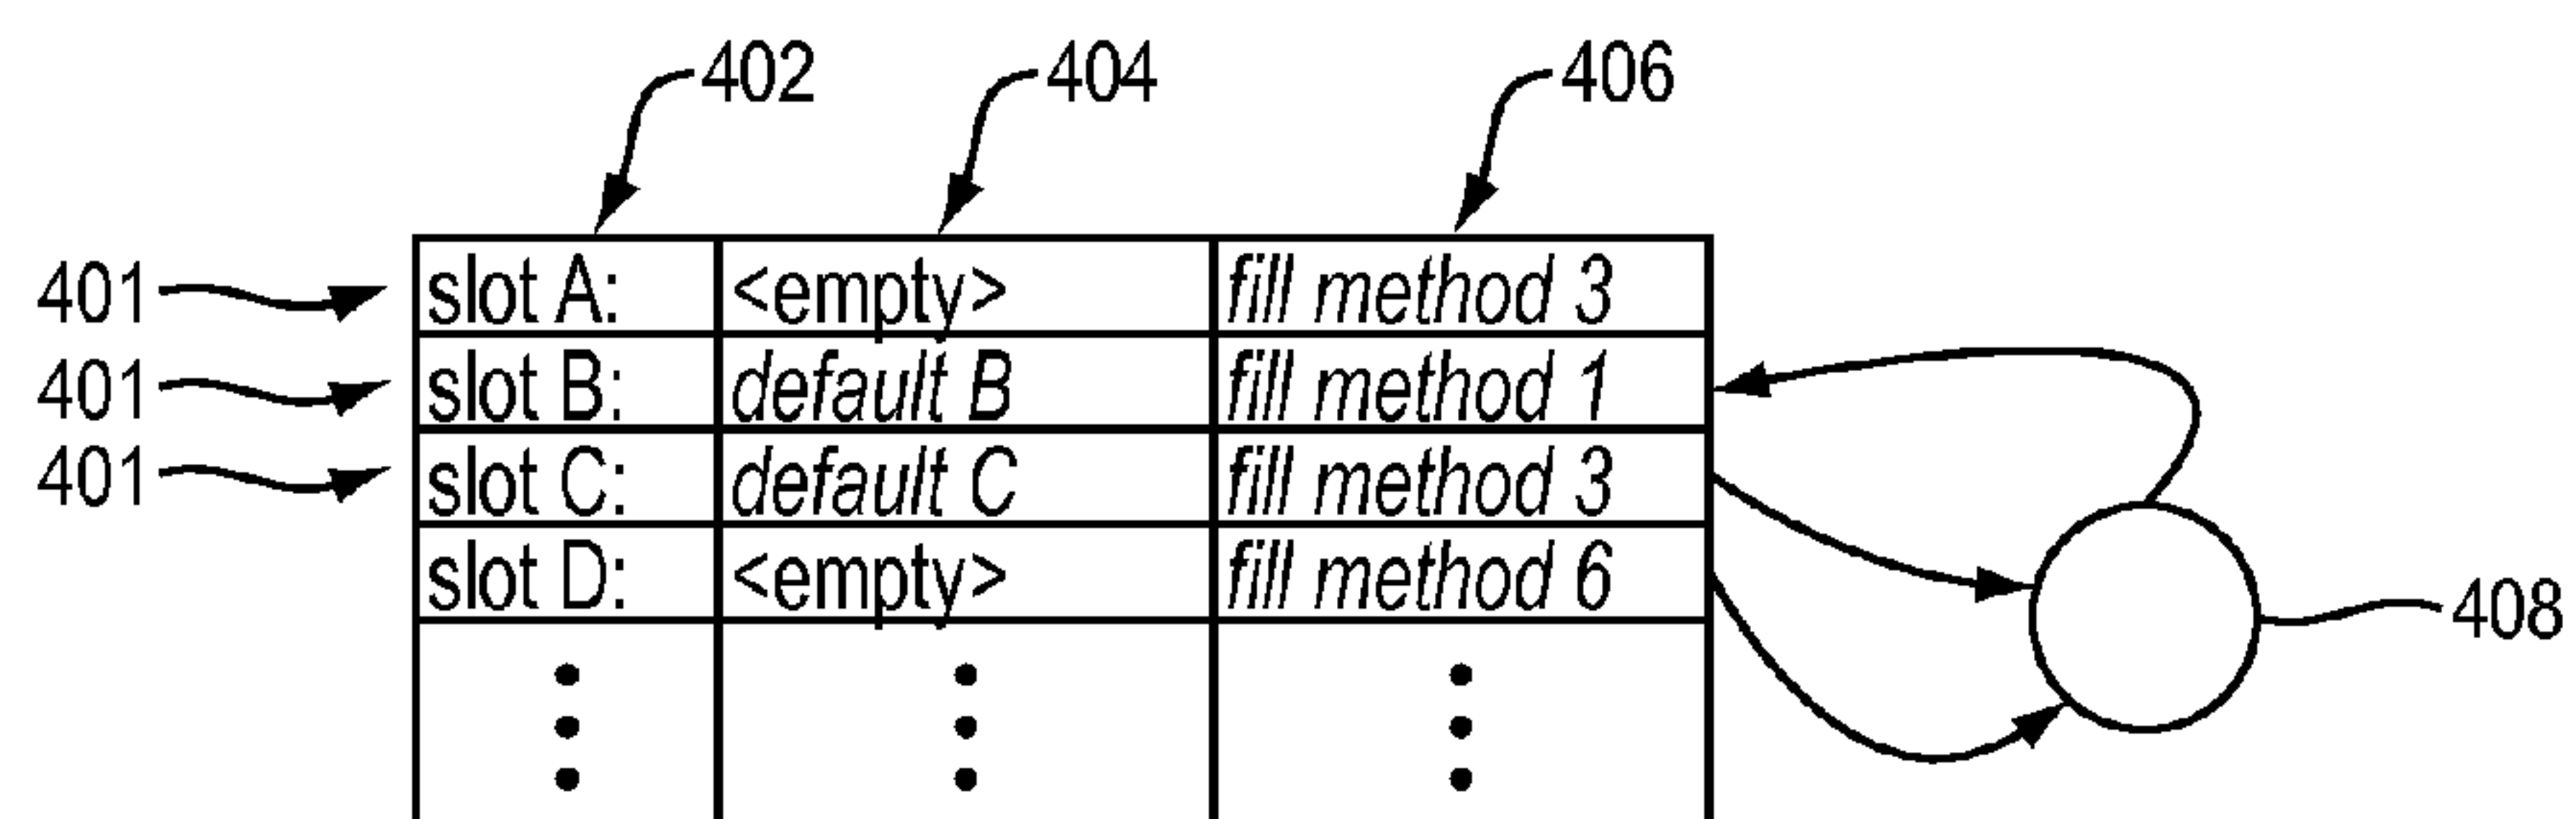 402 404 406
401 slot A: <empty> fill method 3
401 slot B: default B fill method 1
401 slot C: default C fill method 3
slot D: <empty> fill method 6
408